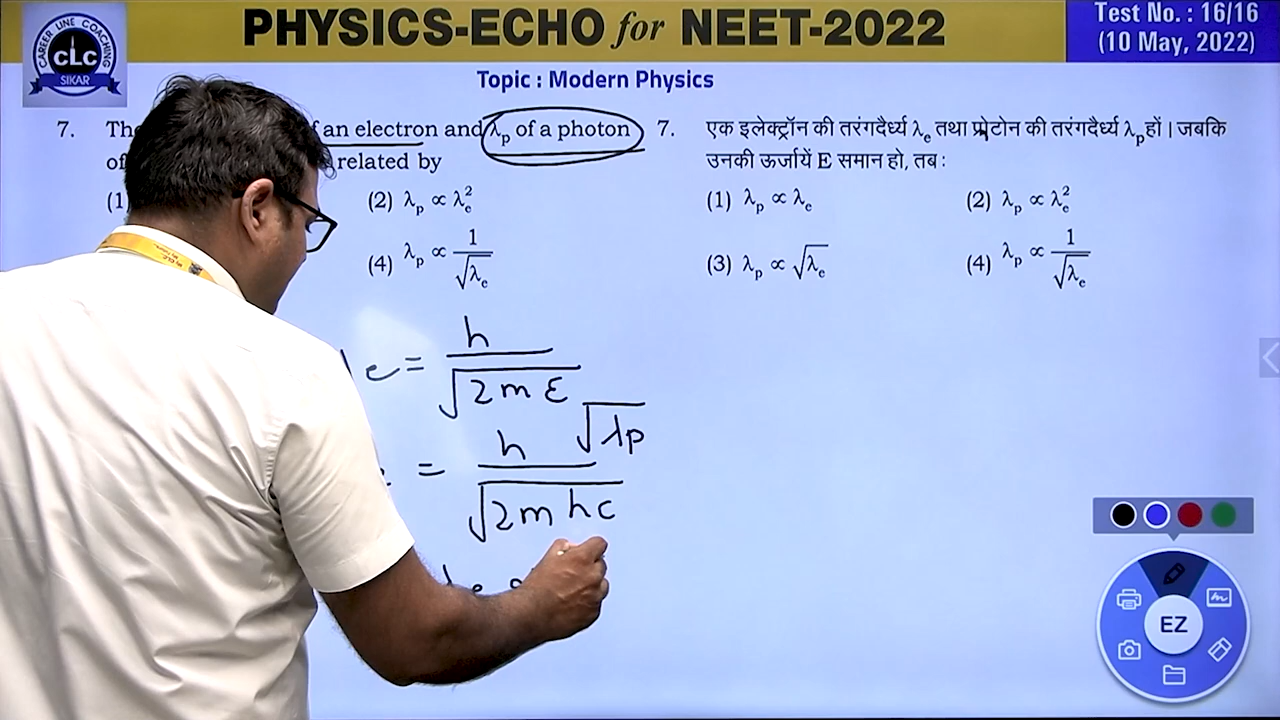 PHYSICS-ECHO for NEET-2022
Test No. : 16/16
(10 May, 2022)
CAREER LINE COACHING
CLC
SIKAR
Topic : Modern Physics
7. an electron and λp of a photon
related by
(2) λp ∝ λe²
(4) λp ∝ 1/√λe
7. एक इलेक्ट्रॉन की तरंगदैर्ध्य λe तथा प्रोटोन की तरंगदैर्ध्य λp हों। जबकि
उनकी ऊर्जायें E समान हो, तब :
(1) λp ∝ λe (2) λp ∝ λe²
(3) λp ∝ √λe (4) λp ∝ 1/√λe
e = h/√2mE
= h √λp/√2mhc
EZ